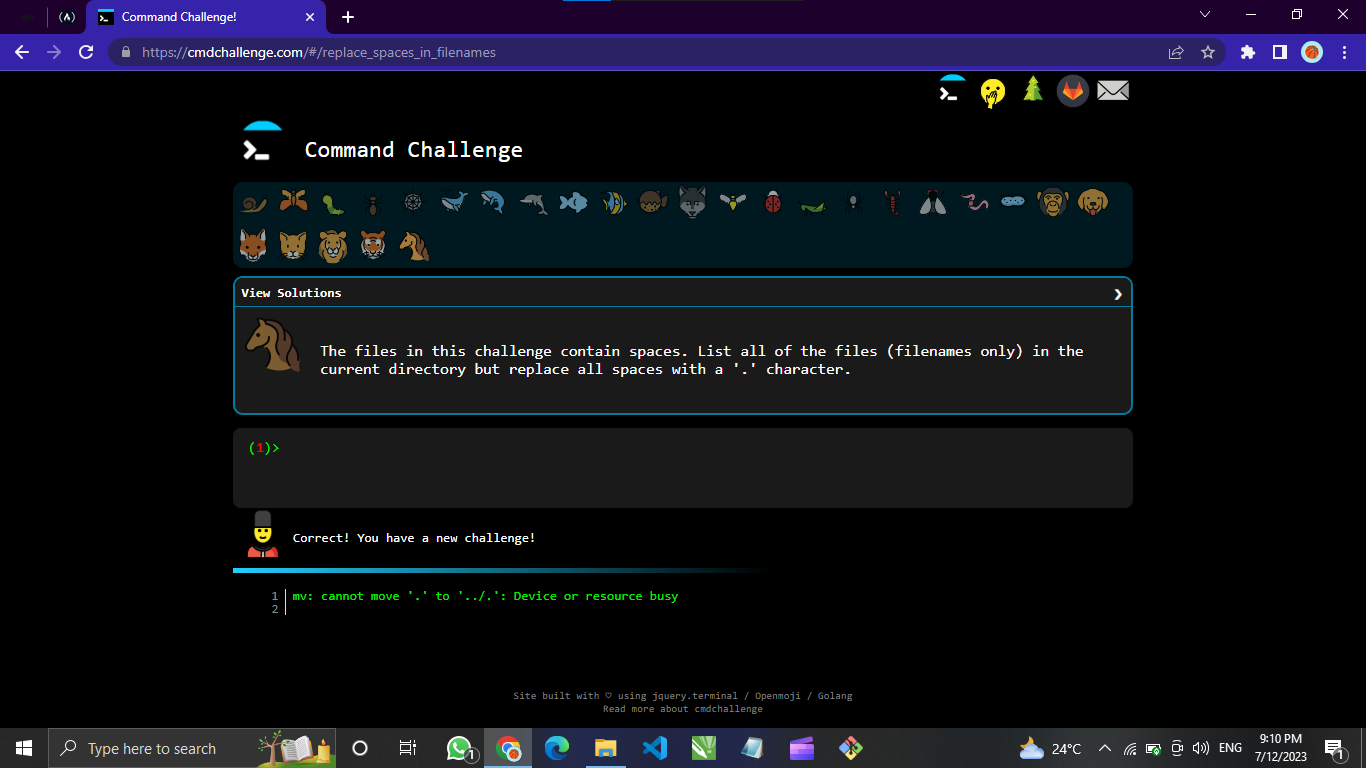 Command Challenge!
https://cmdchallenge.com/#/replace_spaces_in_filenames
Command Challenge
View Solutions
The files in this challenge contain spaces. List all of the files (filenames only) in the
current directory but replace all spaces with a '.' character.
(1)>
Correct! You have a new challenge!
1 mv: cannot move '.' to '../.': Device or resource busy
2
Site built with ♡ using jquery.terminal / Openmoji / Golang
Read more about cmdchallenge
Type here to search
1
24°C
ENG
9:10 PM
7/12/2023
1